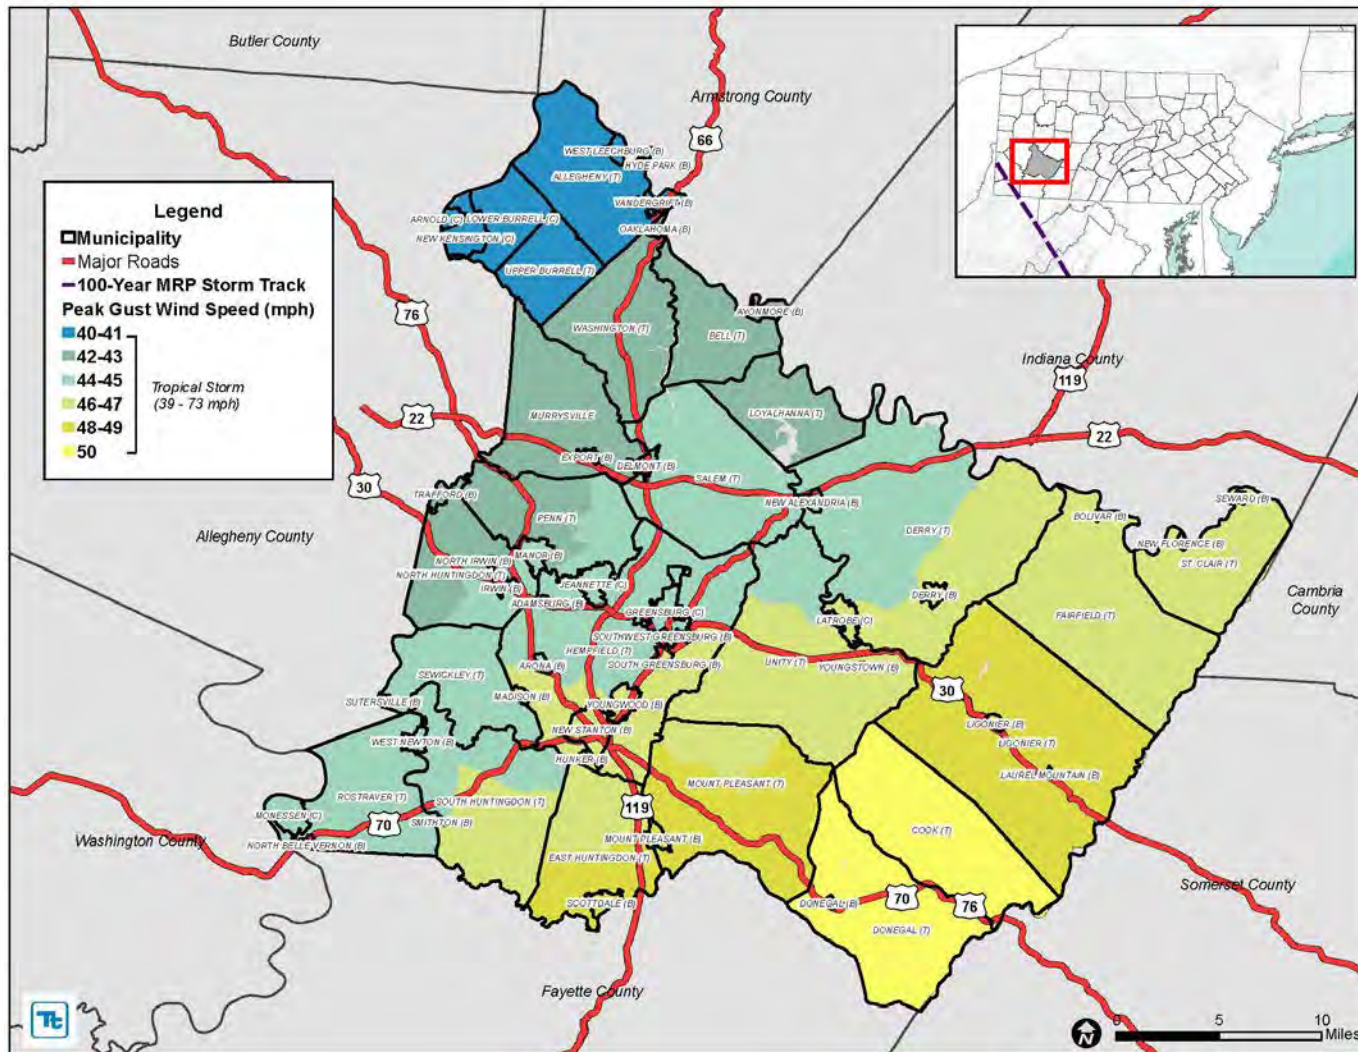 Butler County
Armstrong County
66
WEST LEECHBURG (B)
HYDE PARK (B)
ALLEGHENY (T)
VANDERGRIFT (B)
ARNOLD (C)
LOWER BURRELL (C)
OKLAHOMA (B)
NEW KENSINGTON (C)
UPPER BURRELL (T)
Legend
Municipality
Major Roads
100-Year MRP Storm Track
Peak Gust Wind Speed (mph)
40-41
42-43
44-45
46-47
48-49
50
Tropical Storm
(39 - 73 mph)
76
AVONMORE (B)
WASHINGTON (T)
BELL (T)
Indiana County
119
22
MURRYSVILLE
LOYALHANNA (T)
22
EXPORT (B)
DELMONT (B)
SALEM (T)
30
TRAFFORD (B)
NEW ALEXANDRIA (B)
SEWARD (B)
PENN (T)
BOLIVAR (B)
DERRY (T)
Allegheny County
NEW FLORENCE (B)
MANOR (B)
NORTH IRWIN (B)
ST. CLAIR (T)
NORTH HUNTINGDON (T)
JEANNETTE (C)
IRWIN (B)
DERRY (B)
Cambria
County
ADAMSBURG (B)
GREENSBURG (C)
LATROBE (C)
FAIRFIELD (T)
SOUTHWEST GREENSBURG (B)
HEMPFIELD (T)
ARONA (B)
SOUTH GREENSBURG (B)
UNITY (T)
YOUNGSTOWN (B)
SEWICKLEY (T)
30
MADISON (B)
SUTERSVILLE (B)
YOUNGWOOD (B)
LIGONIER (B)
NEW STANTON (B)
WEST NEWTON (B)
LIGONIER (T)
HUNKER (B)
LAUREL MOUNTAIN (B)
MOUNT PLEASANT (T)
ROSTRAVER (T)
SOUTH HUNTINGDON (T)
119
MONESSEN (C)
70
SMITHTON (B)
COOK (T)
Washington County
NORTH BELLE VERNON (B)
MOUNT PLEASANT (B)
EAST HUNTINGDON (T)
Somerset County
SCOTTDALE (B)
DONEGAL (B)
70
76
DONEGAL (T)
Fayette County
Tt
N
0 5 10
Miles